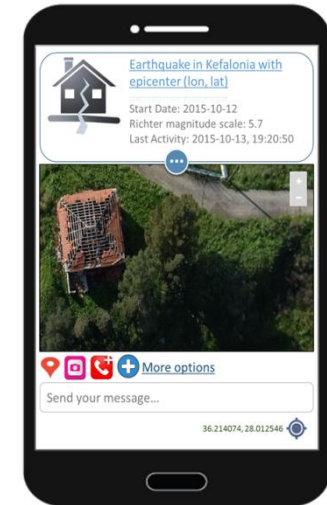 Earthquake in Kefalonia with
epicenter (lon, lat)
Start Date: 2015-10-12
Richter magnitude scale: 5.7
Last Activity: 2015-10-13, 19:20:50
+
-
More options
Send your message...
36.214074, 28.012546